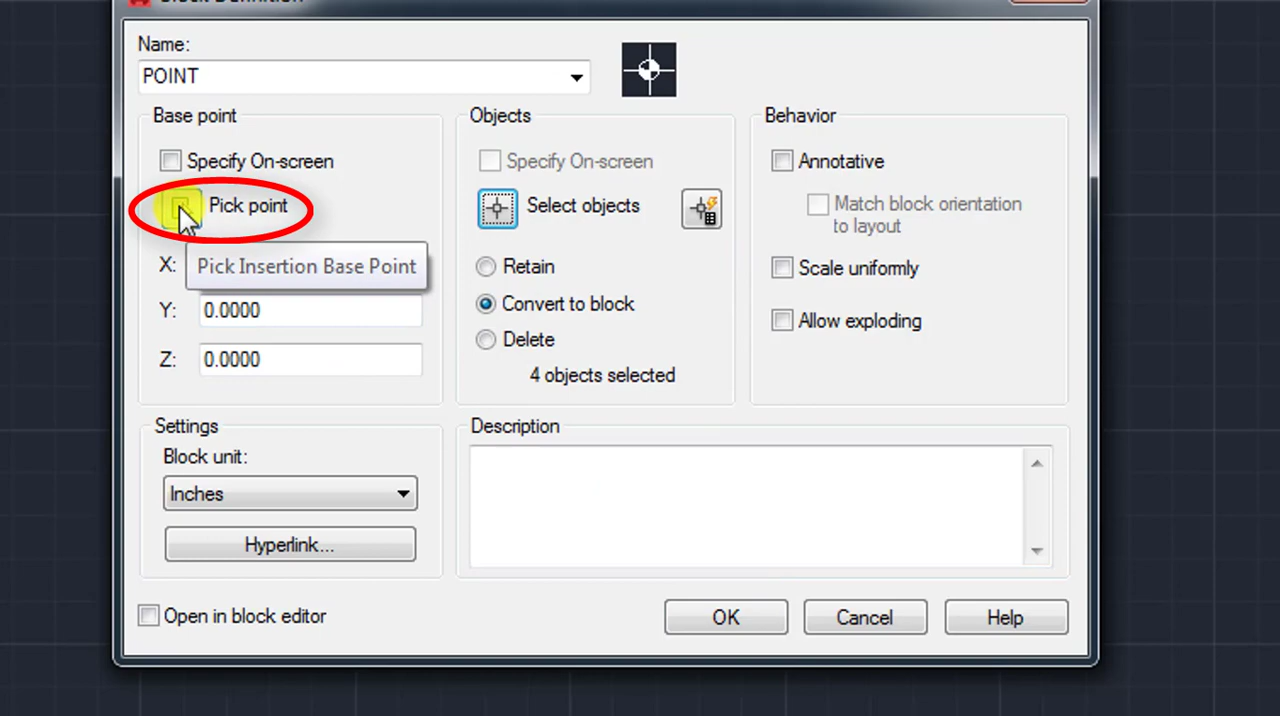 Block Definition
Name:
POINT
Base point
Specify On-screen
Pick point
Pick Insertion Base Point
X:
Y:
0.0000
Z:
0.0000
Objects
Specify On-screen
Select objects
Retain
Convert to block
Delete
4 objects selected
Behavior
Annotative
Match block orientation
to layout
Scale uniformly
Allow exploding
Settings
Block unit:
Inches
Hyperlink...
Description
Open in block editor
OK
Cancel
Help